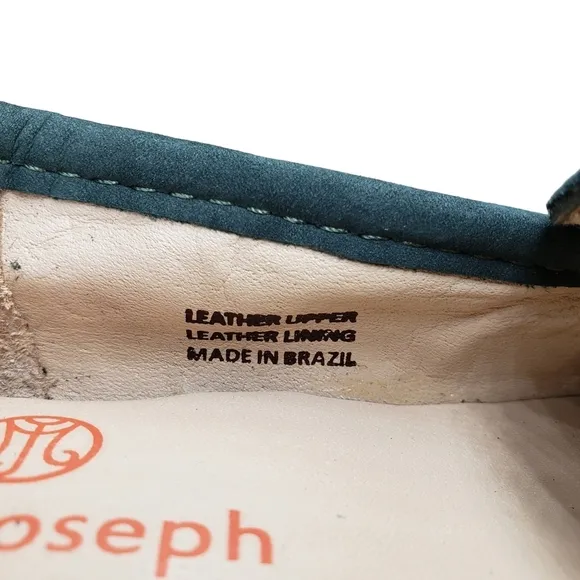 LEATHER UPPER
LEATHER LINING
MADE IN BRAZIL
oseph